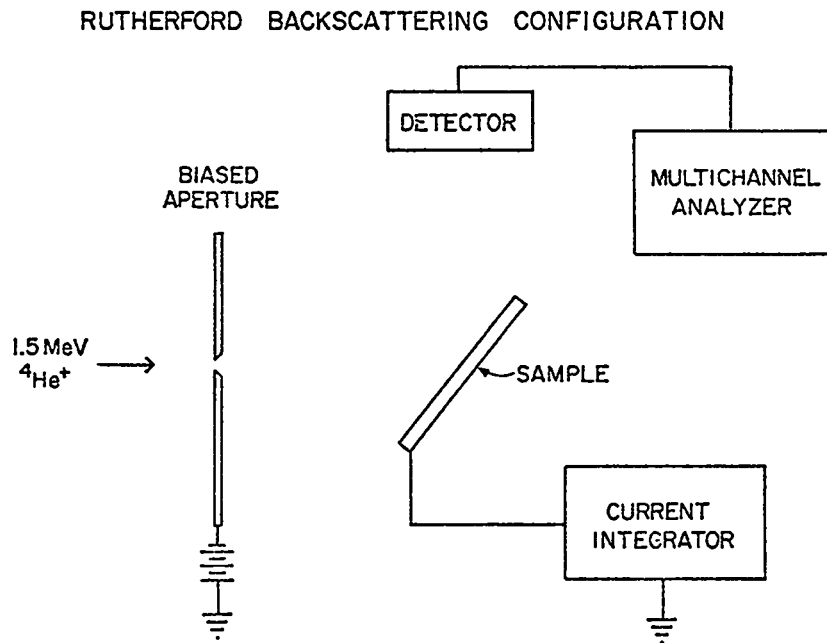 RUTHERFORD BACKSCATTERING CONFIGURATION
DETECTOR
MULTICHANNEL
ANALYZER
BIASED
APERTURE
1.5 MeV
⁴He⁺
SAMPLE
CURRENT
INTEGRATOR